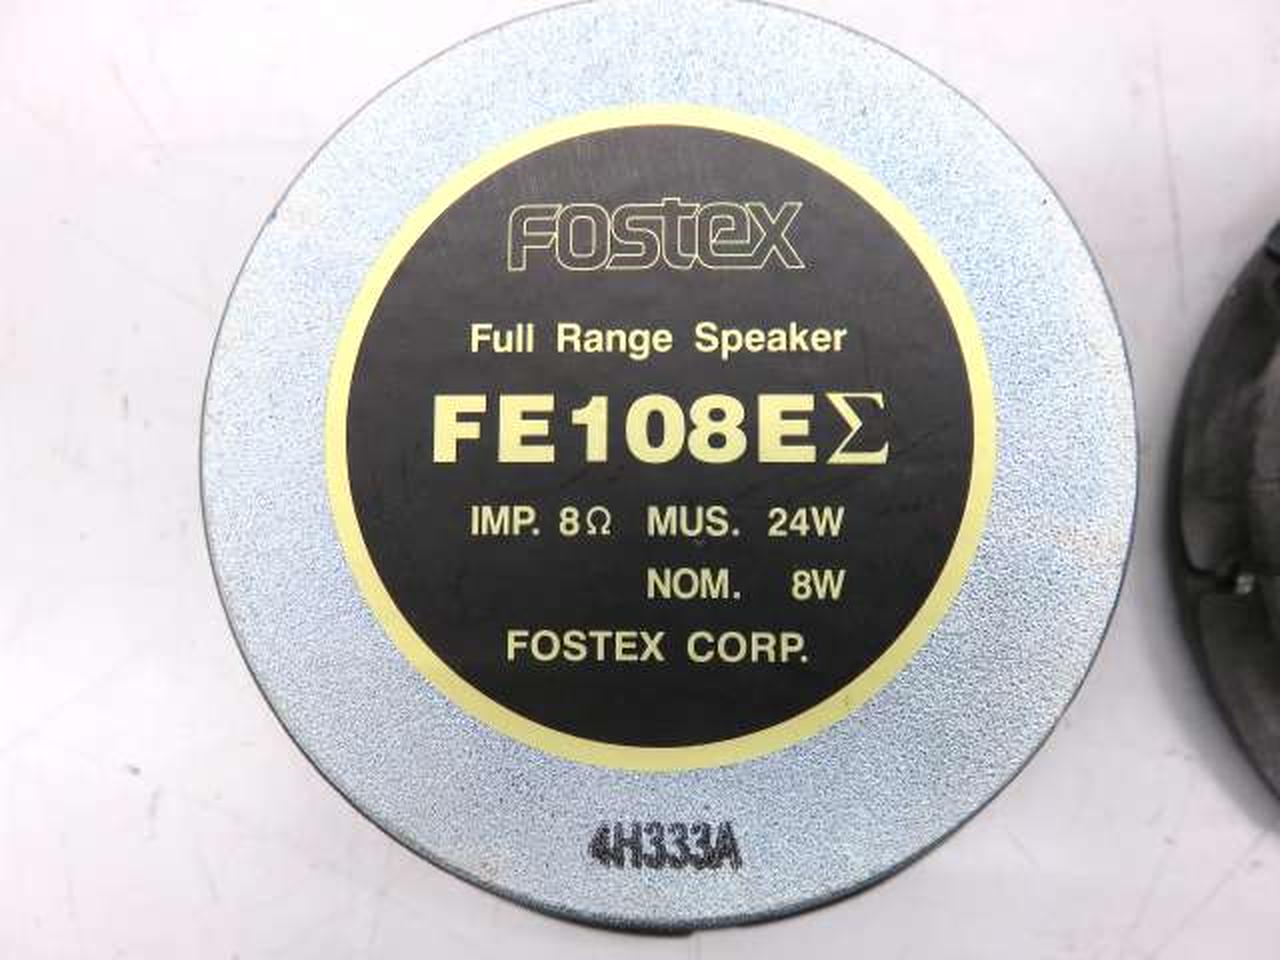 Fostex
Full Range Speaker
FE108EΣ
IMP. 8Ω MUS. 24W
NOM. 8W
FOSTEX CORP.
4H333A